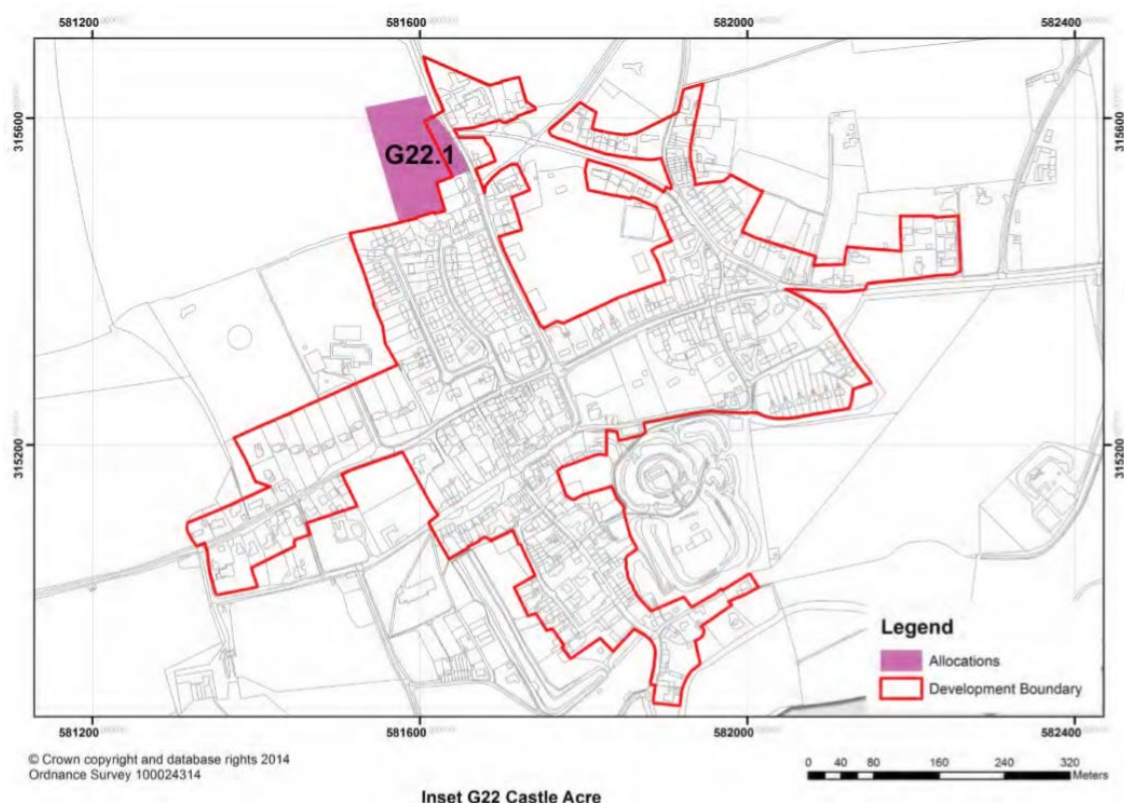 581200 581600 582000 582400
315600 315600
G22.1
315200 315200
Legend
Allocations
Development Boundary
581200 581600 582000 582400
© Crown copyright and database rights 2014
Ordnance Survey 100024314
0 40 80 160 240 320
Meters
Inset G22 Castle Acre